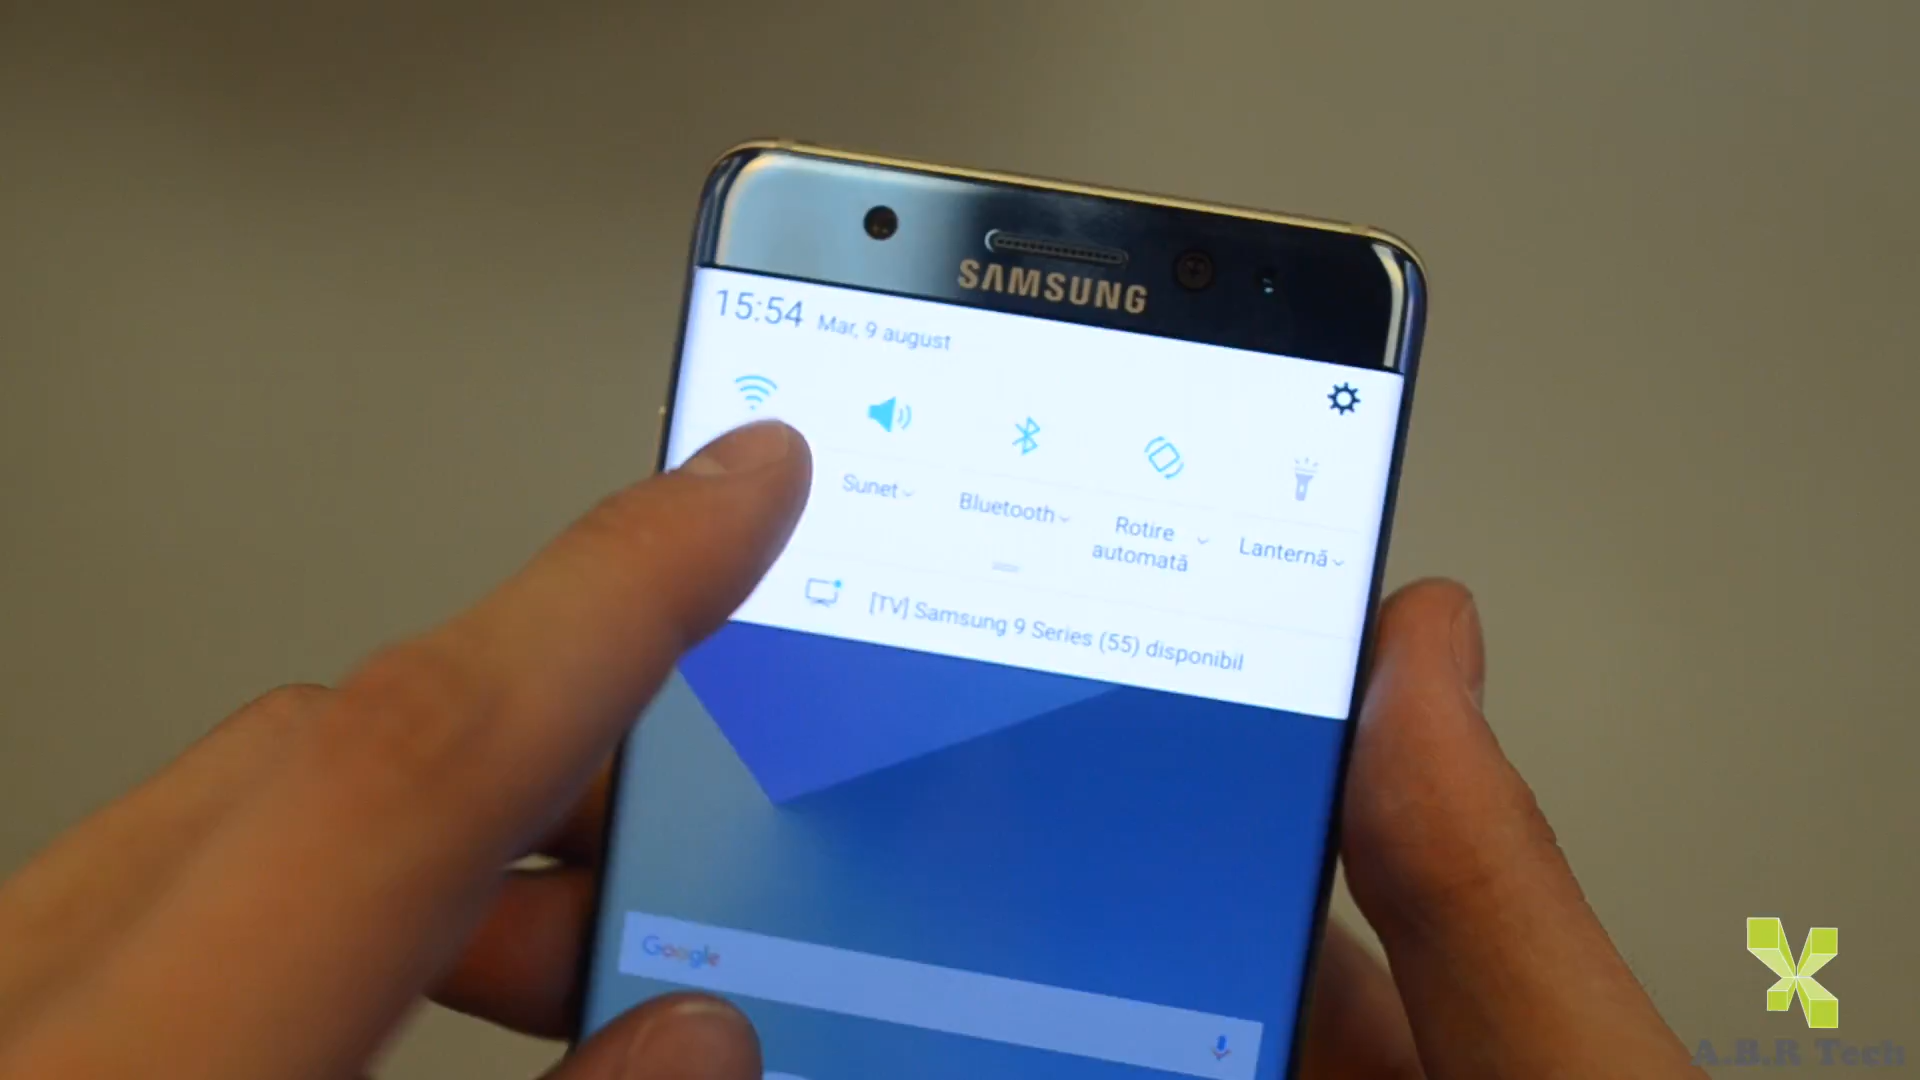 SAMSUNG
15:54 Mar, 9 august
Sunet
Bluetooth
Rotire
automată
Lanternă
[TV] Samsung 9 Series (55) disponibil
Google
A.B.R Tech